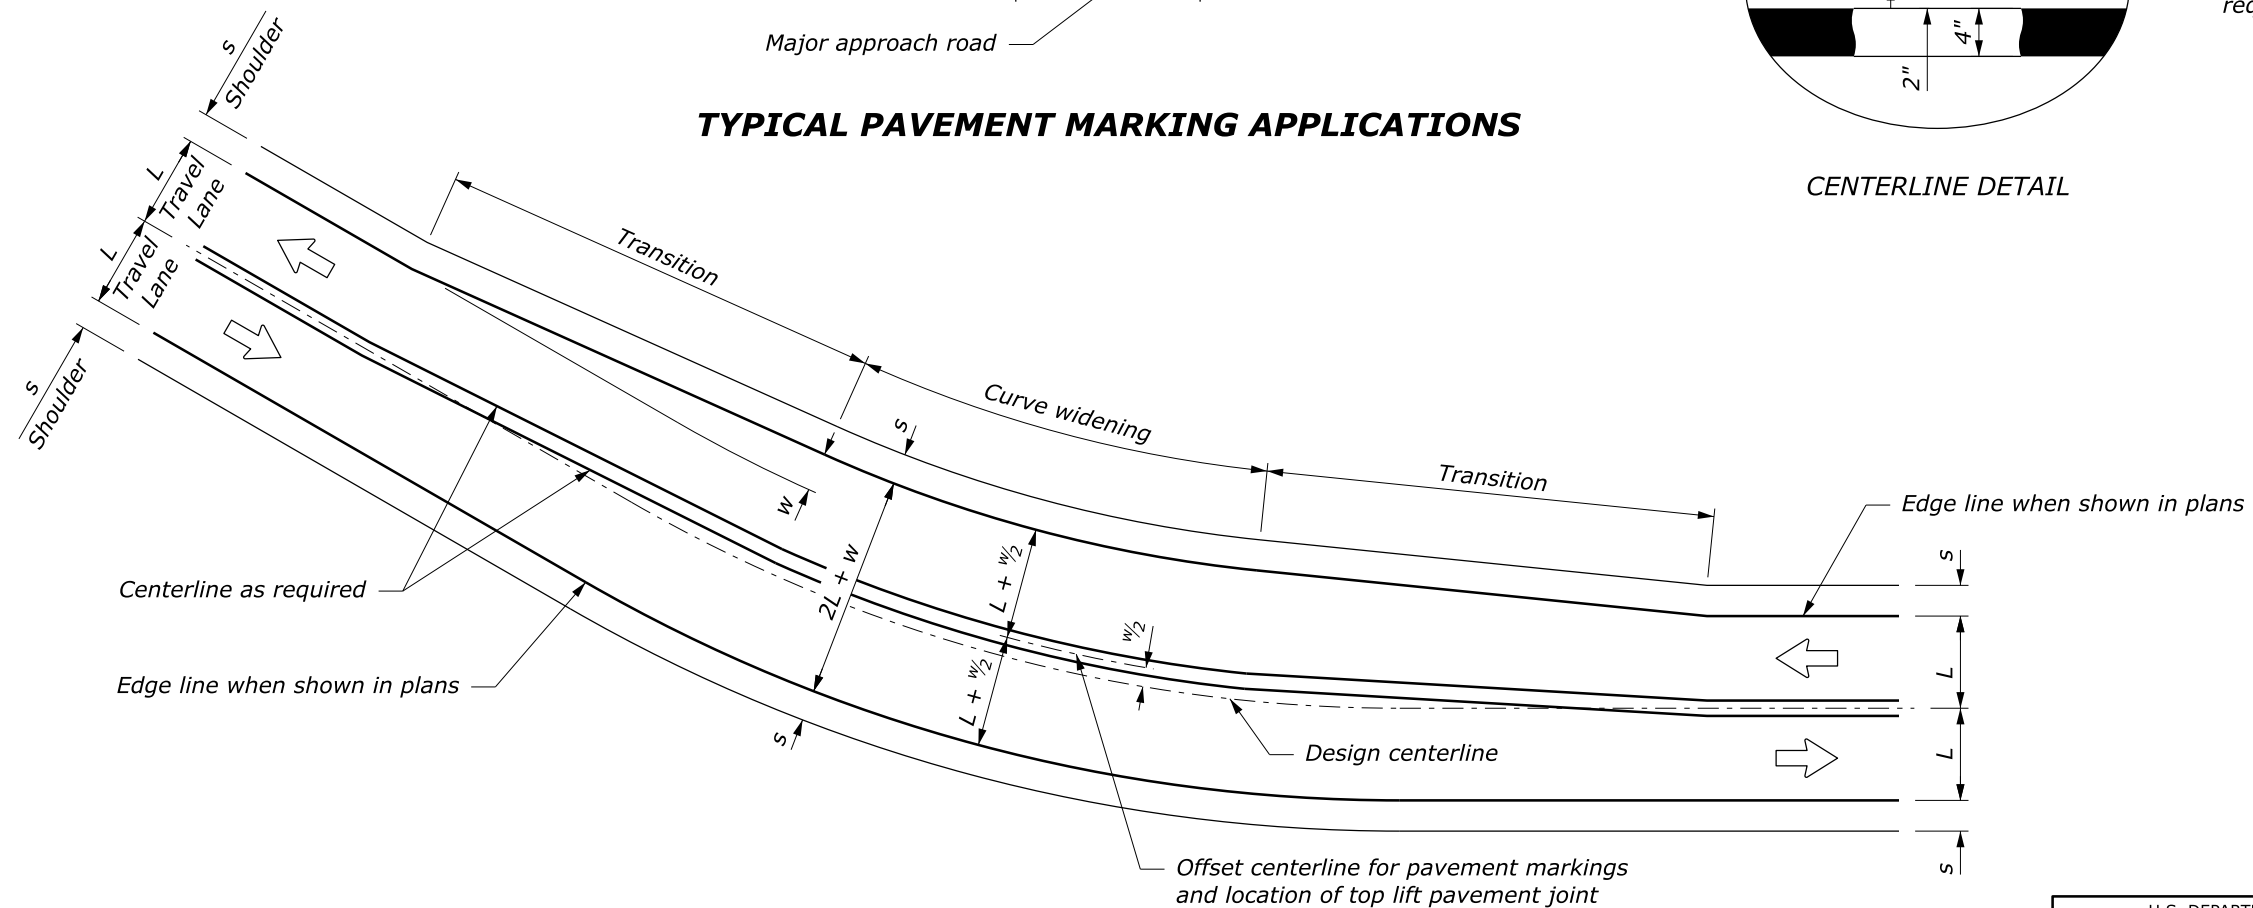 Major approach road
4"
2"
TYPICAL PAVEMENT MARKING APPLICATIONS
CENTERLINE DETAIL
s
Shoulder
L
Travel
Lane
L
Travel
Lane
s
Shoulder
Transition
Curve widening
Transition
s
w
2L + w
L + w/2
L + w/2
w/2
s
Edge line when shown in plans
s
L
L
s
Centerline as required
Edge line when shown in plans
Design centerline
Offset centerline for pavement markings
and location of top lift pavement joint